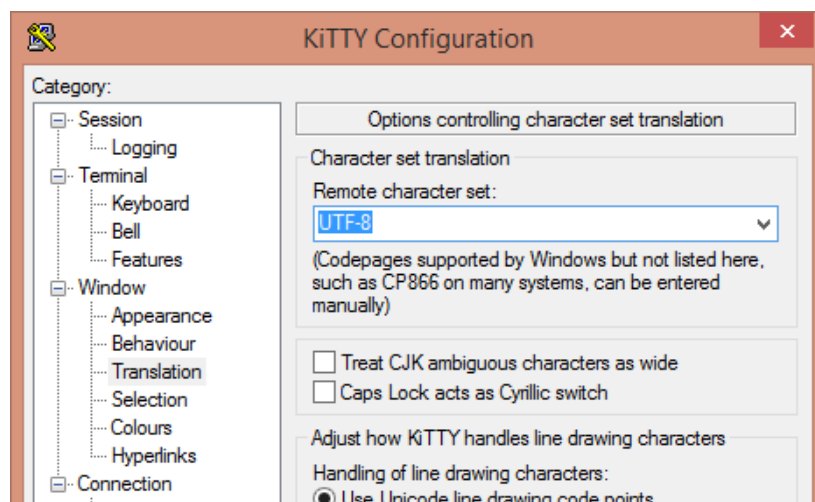 KiTTY Configuration
Category:
Session
Logging
Terminal
Keyboard
Bell
Features
Window
Appearance
Behaviour
Translation
Selection
Colours
Hyperlinks
Connection
Options controlling character set translation
Character set translation
Remote character set:
UTF-8
(Codepages supported by Windows but not listed here,
such as CP866 on many systems, can be entered
manually)
Treat CJK ambiguous characters as wide
Caps Lock acts as Cyrillic switch
Adjust how KiTTY handles line drawing characters
Handling of line drawing characters:
Use Unicode line drawing code points